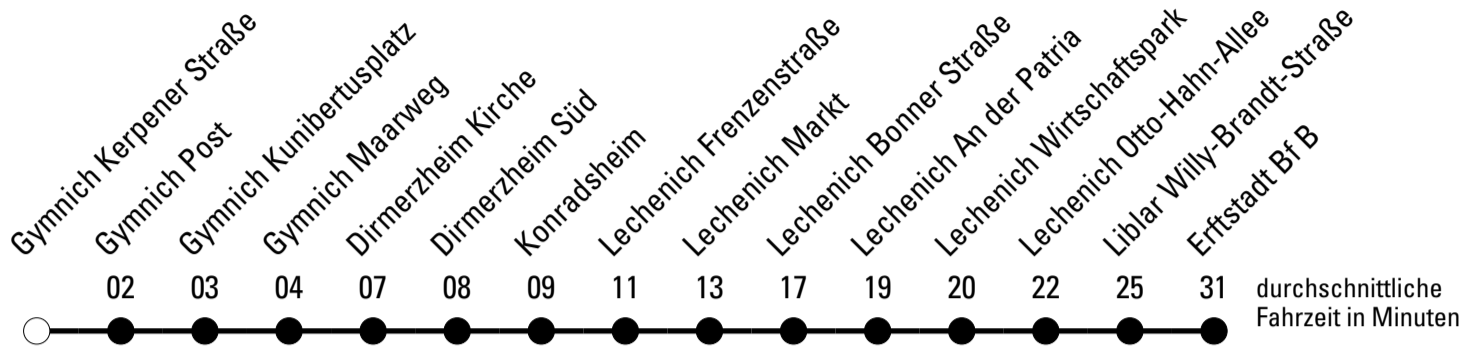 Gymnich Kerpener Straße
Gymnich Post
Gymnich Kunibertusplatz
Gymnich Maarweg
Dirmerzheim Kirche
Dirmerzheim Süd
Konradsheim
Lechenich Frenzenstraße
Lechenich Markt
Lechenich Bonner Straße
Lechenich An der Patria
Lechenich Wirtschaftspark
Lechenich Otto-Hahn-Allee
Liblar Willy-Brandt-Straße
Erftstadt Bf B
02 03 04 07 08 09 11 13 17 19 20 22 25 31
durchschnittliche
Fahrzeit in Minuten